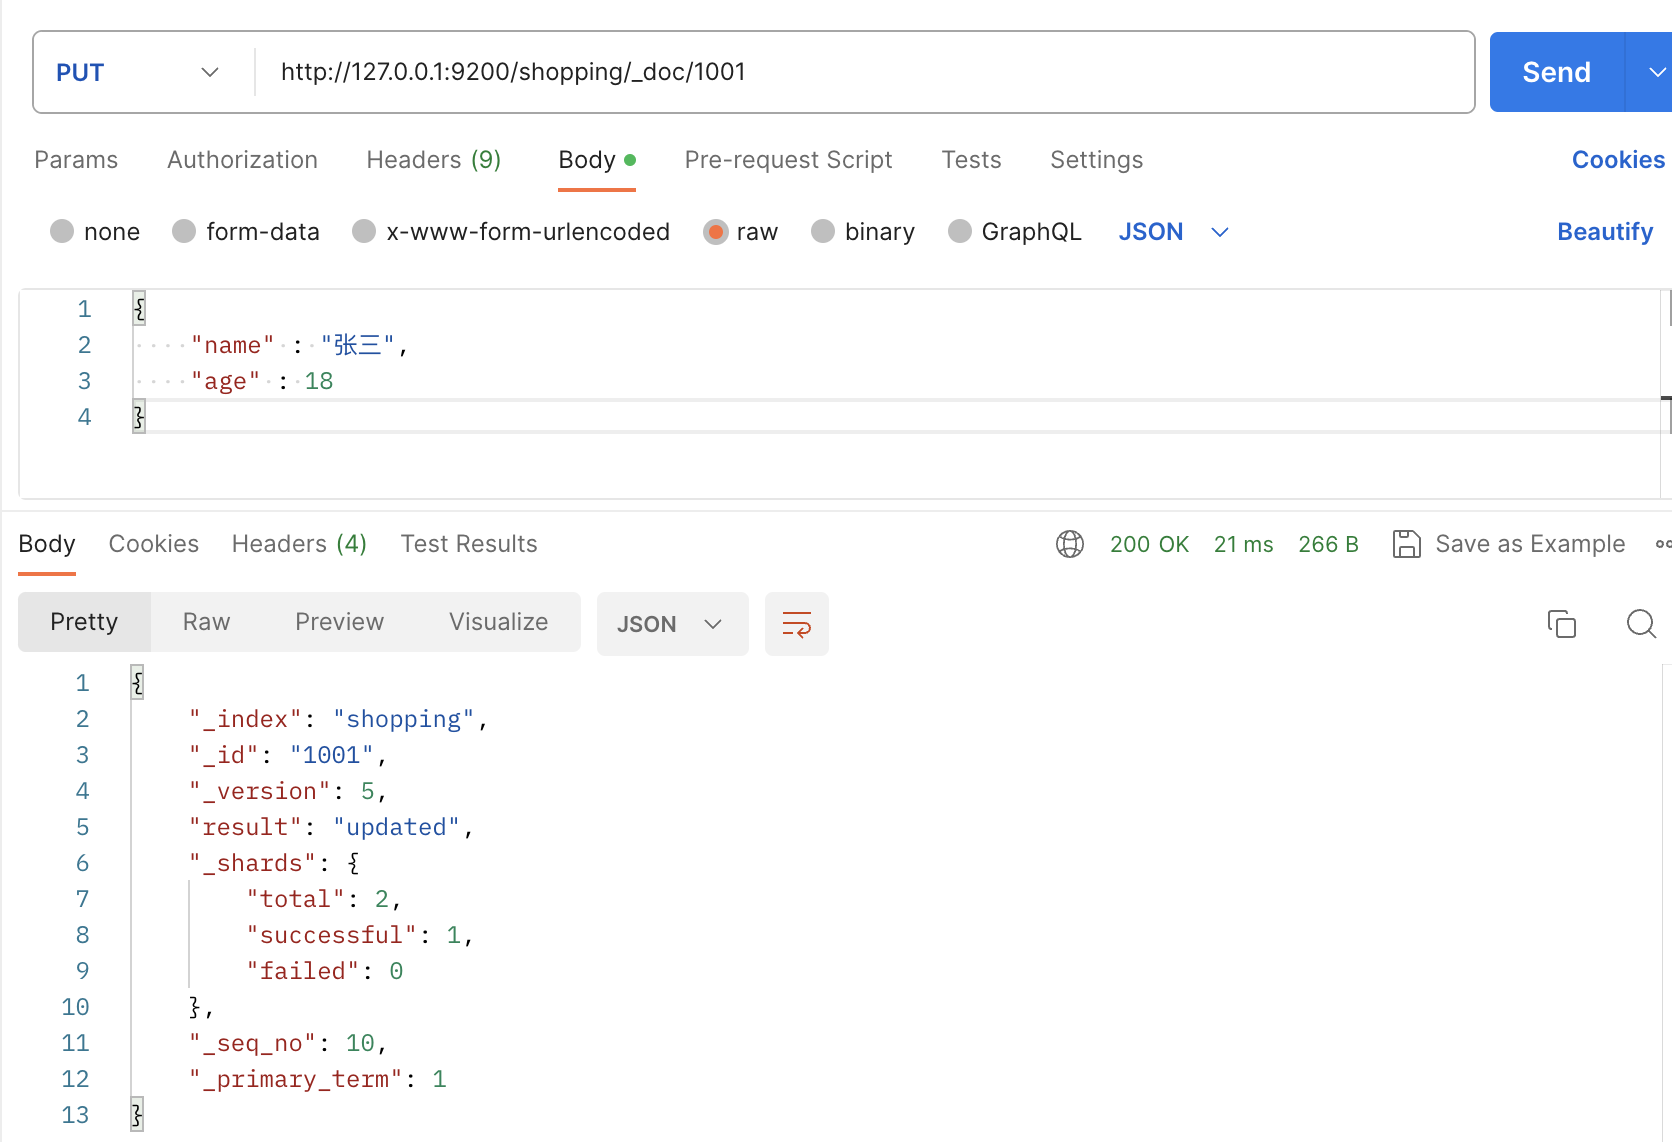 PUT http://127.0.0.1:9200/shopping/_doc/1001 Send
Params Authorization Headers (9) Body Pre-request Script Tests Settings Cookies
none form-data x-www-form-urlencoded raw binary GraphQL JSON Beautify
1 {
2 "name" : "张三",
3 "age" : 18
4 }
Body Cookies Headers (4) Test Results 200 OK 21 ms 266 B Save as Example
Pretty Raw Preview Visualize JSON
1 {
2 "_index": "shopping",
3 "_id": "1001",
4 "_version": 5,
5 "result": "updated",
6 "_shards": {
7 "total": 2,
8 "successful": 1,
9 "failed": 0
10 },
11 "_seq_no": 10,
12 "_primary_term": 1
13 }